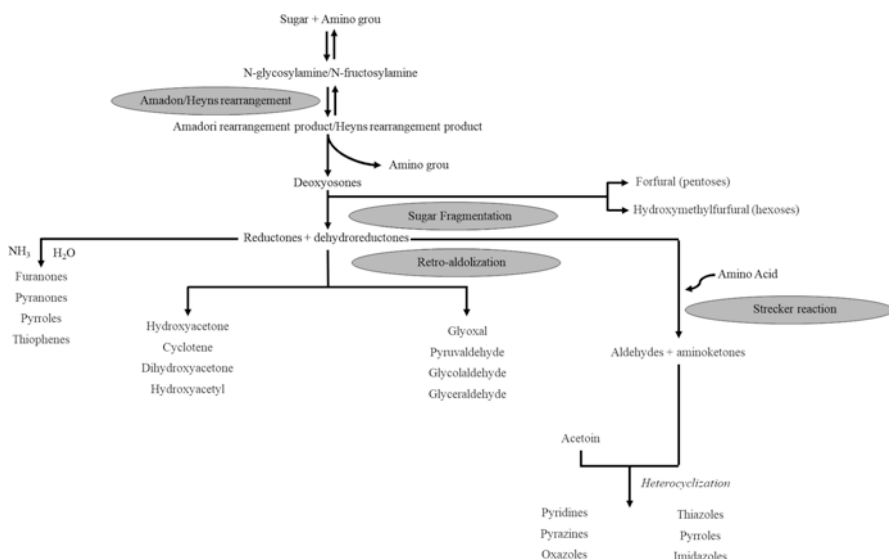 Sugar + Amino grou
N-glycosylamine/N-fructosylamine
Amadon/Heyns rearrangement
Amadori rearrangement product/Heyns rearrangement product
Amino grou
Deoxyosones
Forfural (pentoses)
Sugar Fragmentation
Hydroxymethylfurfural (hexoses)
Reductones + dehydroreductones
NH₃ H₂O
Retro-aldolization
Furanones
Pyranones
Pyrroles
Thiophenes
Amino Acid
Strecker reaction
Hydroxyacetone
Cyclotene
Dihydroxyacetone
Hydroxyacetyl
Glyoxal
Pyruvaldehyde
Glycolaldehyde
Glyceraldehyde
Aldehydes + aminoketones
Acetoin
Heterocyclization
Pyridines
Pyrazines
Oxazoles
Thiazoles
Pyrroles
Imidazoles